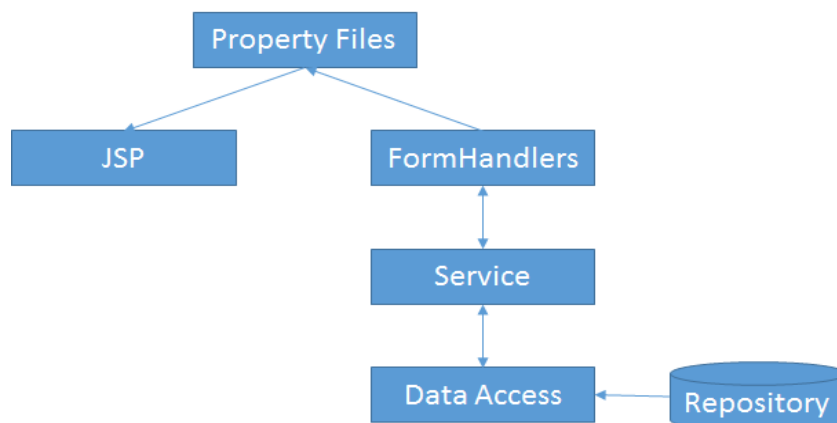 Property Files
JSP
FormHandlers
Service
Data Access
Repository